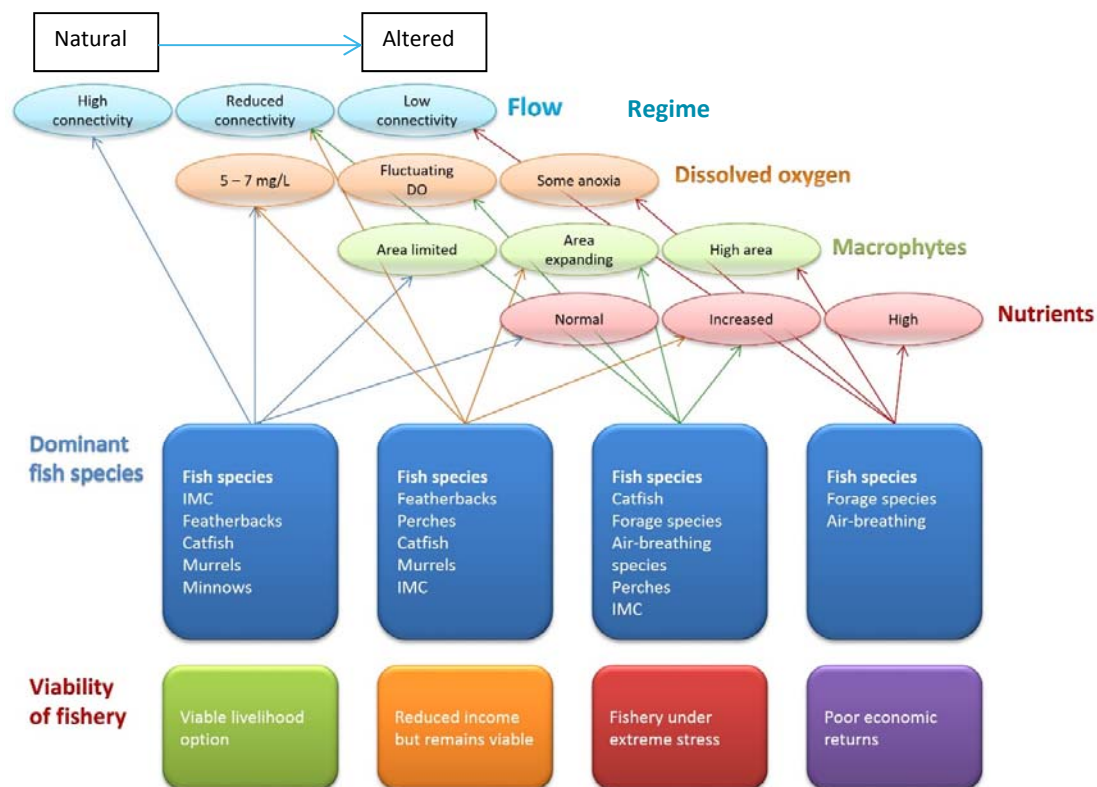 Natural
Altered
High
connectivity
Reduced
connectivity
Low
connectivity
Flow
Regime
5 – 7 mg/L
Fluctuating
DO
Some anoxia
Dissolved oxygen
Area limited
Area
expanding
High area
Macrophytes
Normal
Increased
High
Nutrients
Dominant
fish species
Fish species
IMC
Featherbacks
Catfish
Murrels
Minnows
Fish species
Featherbacks
Perches
Catfish
Murrels
IMC
Fish species
Catfish
Forage species
Air-breathing
species
Perches
IMC
Fish species
Forage species
Air-breathing
Viability
of fishery
Viable livelihood
option
Reduced income
but remains viable
Fishery under
extreme stress
Poor economic
returns